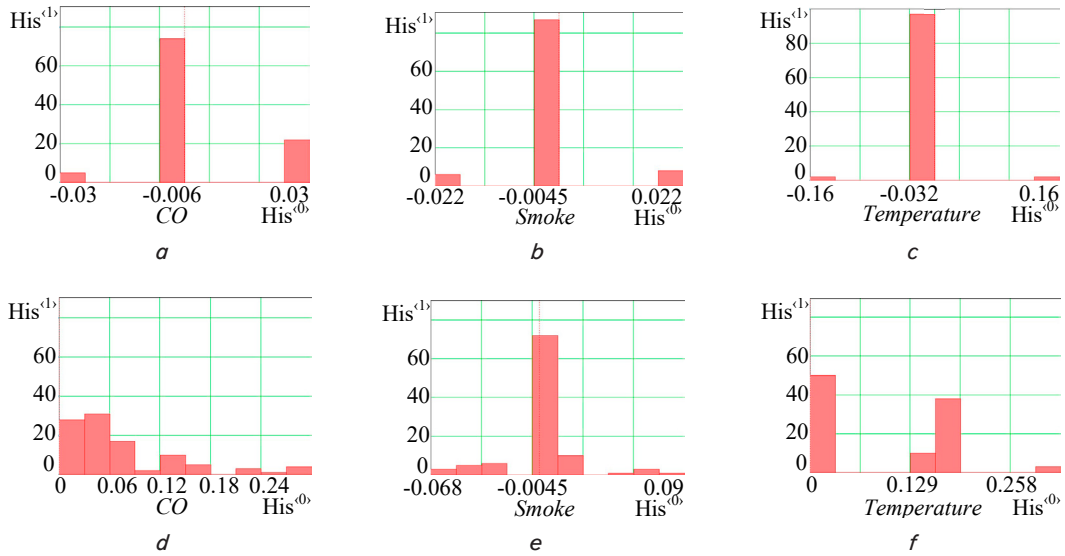 His⟨1⟩
60
40
20
0
-0.03 -0.006 0.03
CO His⟨0⟩
a
His⟨1⟩
60
40
20
0
-0.022 -0.0045 0.022
Smoke His⟨0⟩
b
His⟨1⟩
80
60
40
20
0
-0.16 -0.032 0.16
Temperature His⟨0⟩
c
His⟨1⟩
60
40
20
0
0 0.06 0.12 0.18 0.24
CO His⟨0⟩
d
His⟨1⟩
60
40
20
0
-0.068 -0.0045 0.09
Smoke His⟨0⟩
e
His⟨1⟩
60
40
20
0
0 0.129 0.258
Temperature His⟨0⟩
f